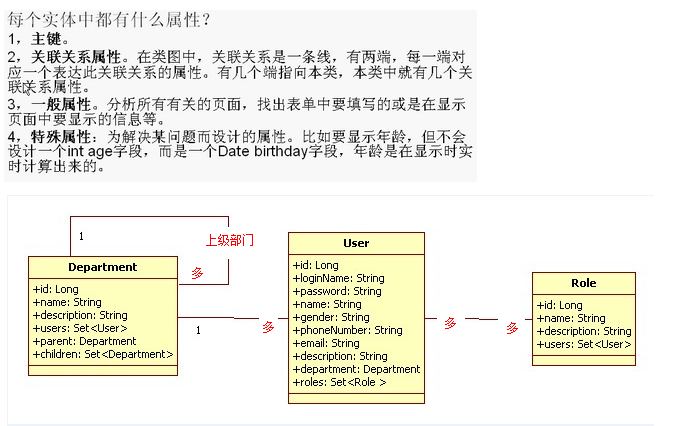 每个实体中都有什么属性？
1，主键。
2，关联关系属性。在类图中，关联关系是一条线，有两端，每一端对
应一个表达此关联关系的属性。有几个端指向本类，本类中就有几个关
联关系属性。
3，一般属性。分析所有有关的页面，找出表单中要填写的或是在显示
页面中要显示的信息等。
4，特殊属性：为解决某问题而设计的属性。比如要显示年龄，但不会
设计一个int age字段，而是一个Date birthday字段，年龄是在显示时实
时计算出来的。
1
上级部门
多
Department
+id: Long
+name: String
+description: String
+users: Set<User>
+parent: Department
+children: Set<Department>
1
多
User
+id: Long
+loginName: String
+password: String
+name: String
+gender: String
+phoneNumber: String
+email: String
+description: String
+department: Department
+roles: Set<Role >
多
多
Role
+id: Long
+name: String
+description: String
+users: Set<User>